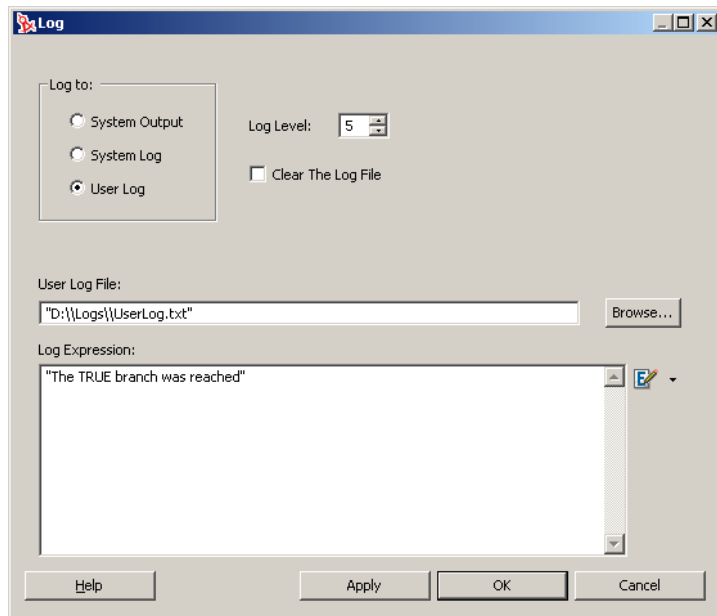 Log
Log to:
System Output
Log Level: 5
System Log
Clear The Log File
User Log
User Log File:
"D:\\Logs\\UserLog.txt"
Browse...
Log Expression:
"The TRUE branch was reached"
Help
Apply
OK
Cancel